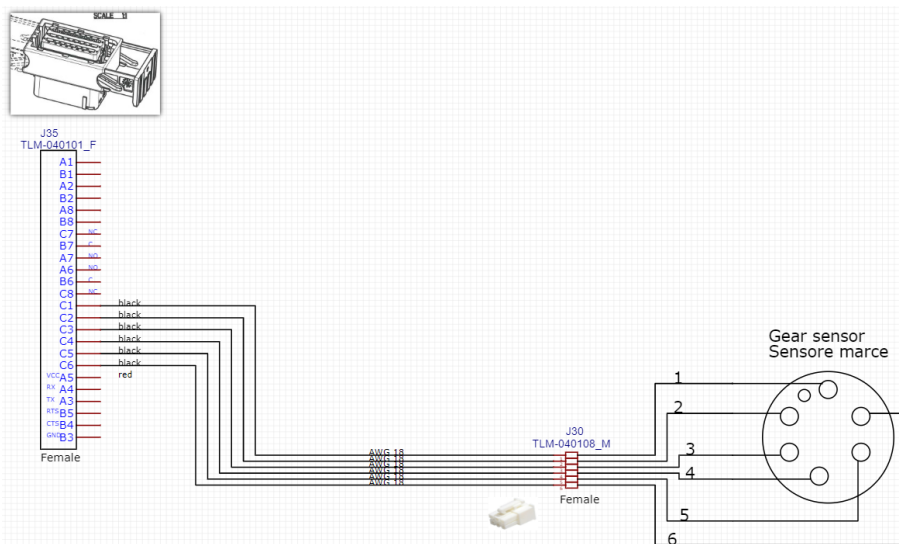 SCALE 1:1
J35
TLM-040101_F
A1
B1
A2
B2
A8
B8
C7 NC
B7 C
A7 NO
A6 NO
B6 C
C8 NC
C1 black
C2 black
C3 black
C4 black
C5 black
C6 black
VCC A5 red
RX A4
TX A3
RTS B5
CTS B4
GND B3
Female
AWG 18
AWG 18
AWG 18
AWG 18
AWG 18
AWG 18
J30
TLM-040108_M
Female
Gear sensor
Sensore marce
1
2
3
4
5
6